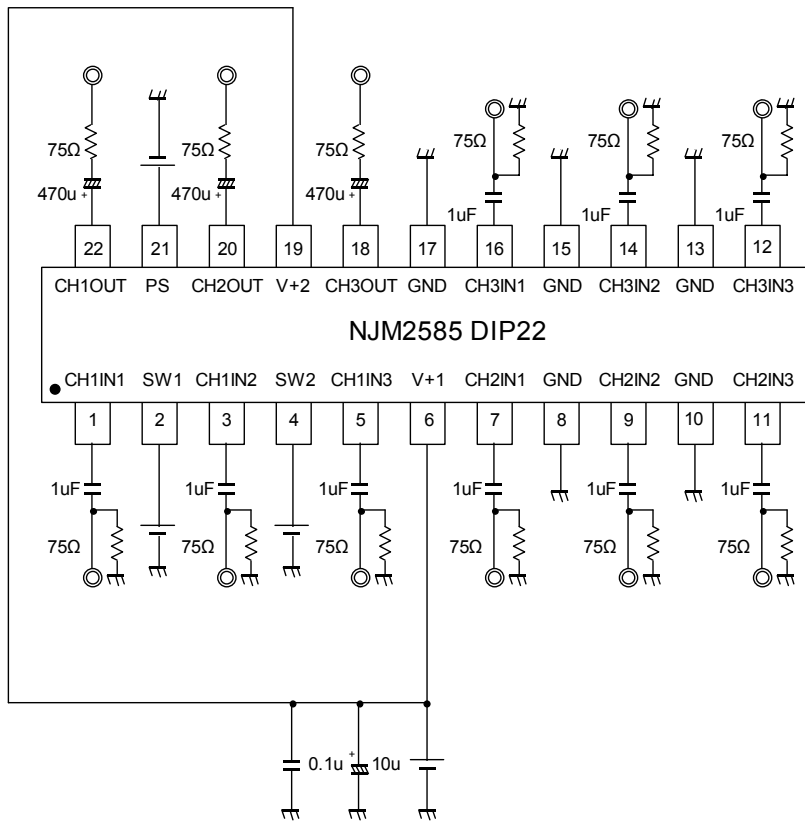 75Ω 75Ω 75Ω 75Ω 75Ω 75Ω
470u + 470u + 470u + 1uF 1uF 1uF
22 21 20 19 18 17 16 15 14 13 12
CH1OUT PS CH2OUT V+2 CH3OUT GND CH3IN1 GND CH3IN2 GND CH3IN3
NJM2585 DIP22
CH1IN1 SW1 CH1IN2 SW2 CH1IN3 V+1 CH2IN1 GND CH2IN2 GND CH2IN3
1 2 3 4 5 6 7 8 9 10 11
1uF 1uF 1uF 1uF 1uF 1uF
75Ω 75Ω 75Ω 75Ω 75Ω 75Ω
0.1u + 10u